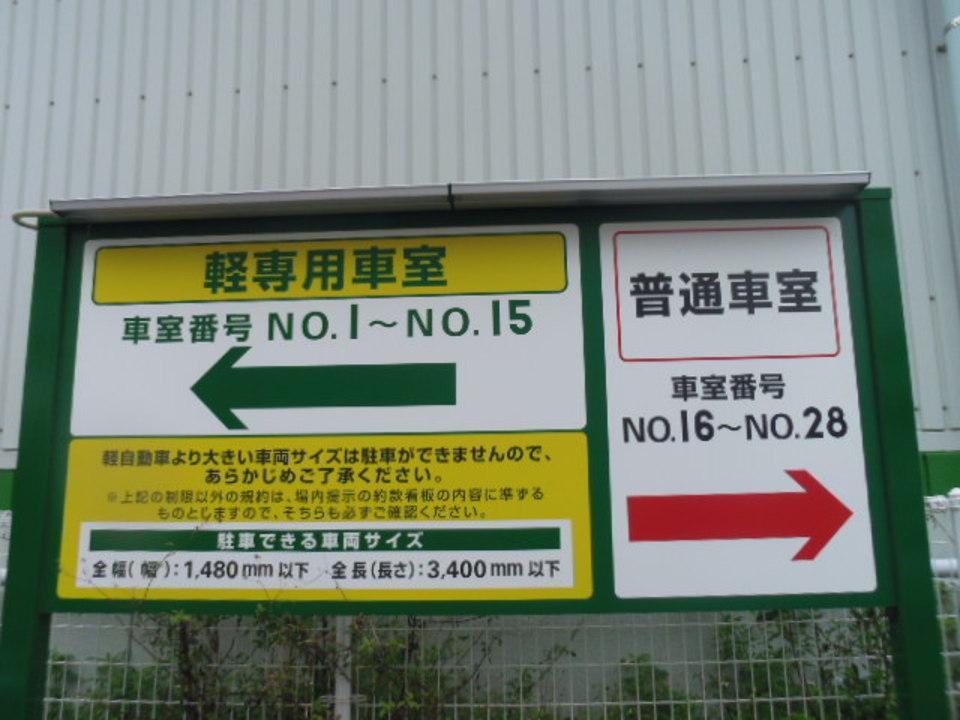 軽専用車室
車室番号 NO.1～NO.15
軽自動車より大きい車両サイズは駐車ができませんので、
あらかじめご了承ください。
※上記の制限以外の規約は、場内提示の約款看板の内容に準ずる
ものとしますので、そちらも必ずご確認ください。
駐車できる車両サイズ
全幅(幅):1,480mm以下 全長(長さ):3,400mm以下
普通車室
車室番号
NO.16～NO.28